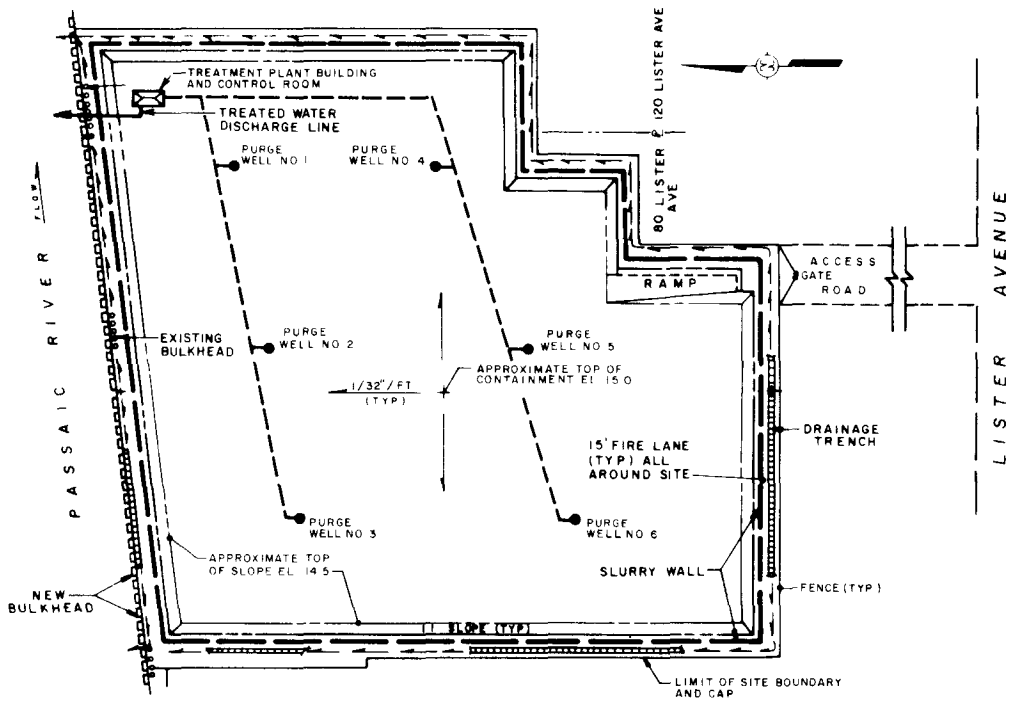 TREATMENT PLANT BUILDING
AND CONTROL ROOM
TREATED WATER
DISCHARGE LINE
PURGE
WELL NO 1
PURGE
WELL NO 4
80 LISTER
AVE
120 LISTER AVE
FLOW
PASSAIC RIVER
ACCESS
GATE
ROAD
LISTER AVENUE
RAMP
EXISTING
BULKHEAD
PURGE
WELL NO 2
PURGE
WELL NO 5
1/32"/FT
(TYP)
APPROXIMATE TOP OF
CONTAINMENT EL 15 0
DRAINAGE
TRENCH
15' FIRE LANE
(TYP) ALL
AROUND SITE
PURGE
WELL NO 3
PURGE
WELL NO 6
APPROXIMATE TOP
OF SLOPE EL 14 5
SLURRY WALL
NEW
BULKHEAD
FENCE (TYP)
SLOPE (TYP)
LIMIT OF SITE BOUNDARY
AND CAP